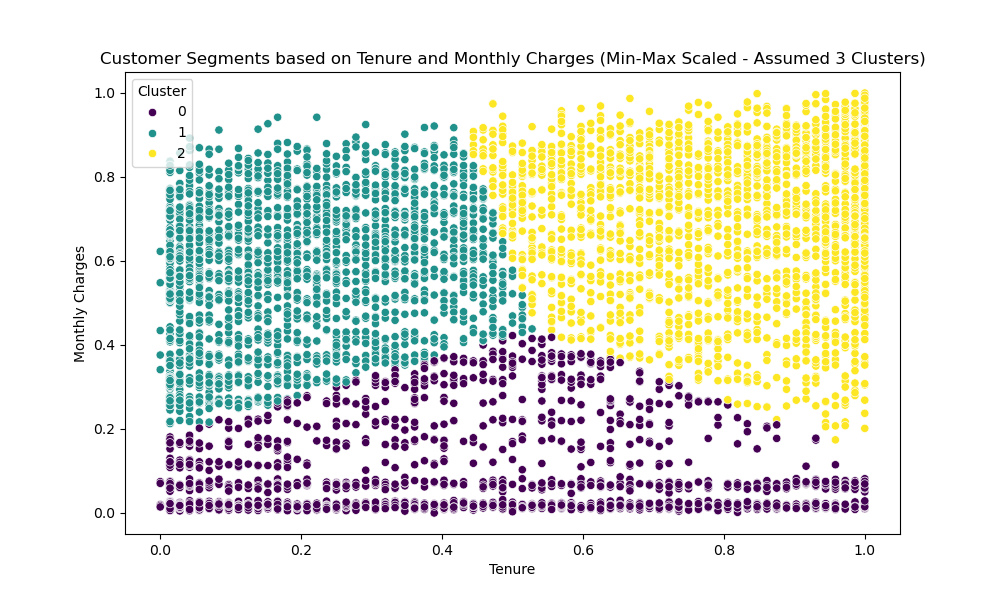 Customer Segments based on Tenure and Monthly Charges (Min-Max Scaled - Assumed 3 Clusters)
Cluster
0
1
2
Monthly Charges
1.0
0.8
0.6
0.4
0.2
0.0
0.0 0.2 0.4 0.6 0.8 1.0
Tenure